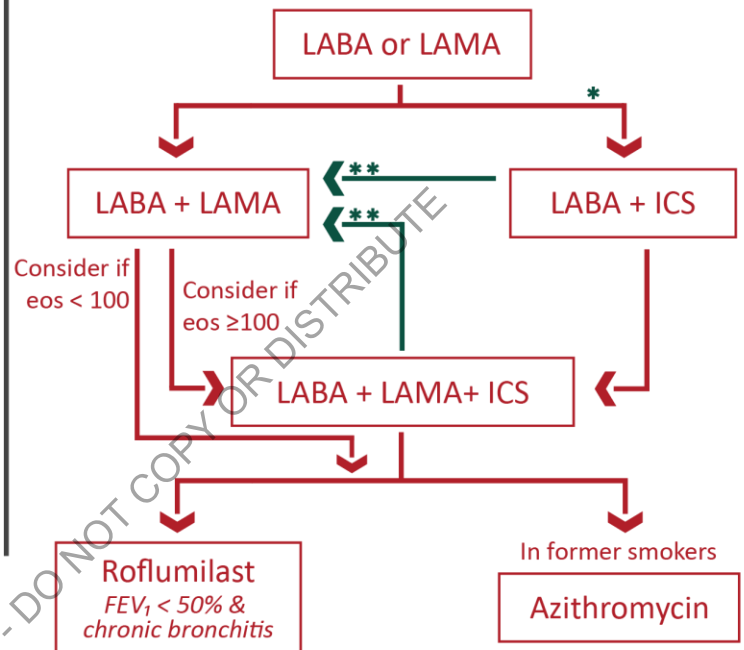 LABA or LAMA
*
**
LABA + LAMA
LABA + ICS
**
Consider if
eos < 100
Consider if
eos ≥100
LABA + LAMA+ ICS
In former smokers
Roflumilast
FEV₁ < 50% &
chronic bronchitis
Azithromycin
- DO NOT COPY OR DISTRIBUTE